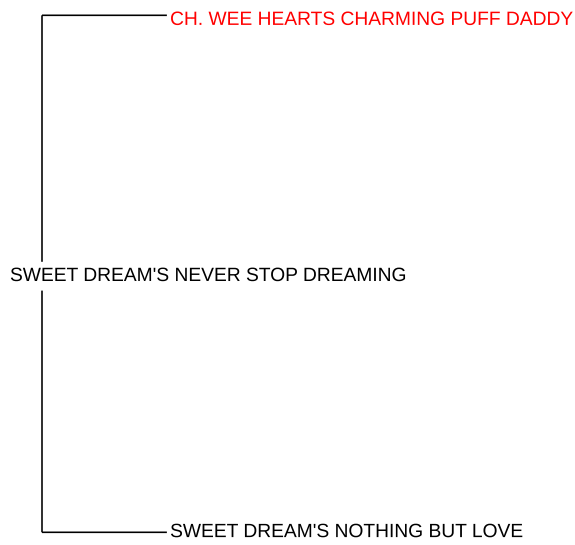 CH. WEE HEARTS CHARMING PUFF DADDY
SWEET DREAM'S NEVER STOP DREAMING
SWEET DREAM'S NOTHING BUT LOVE